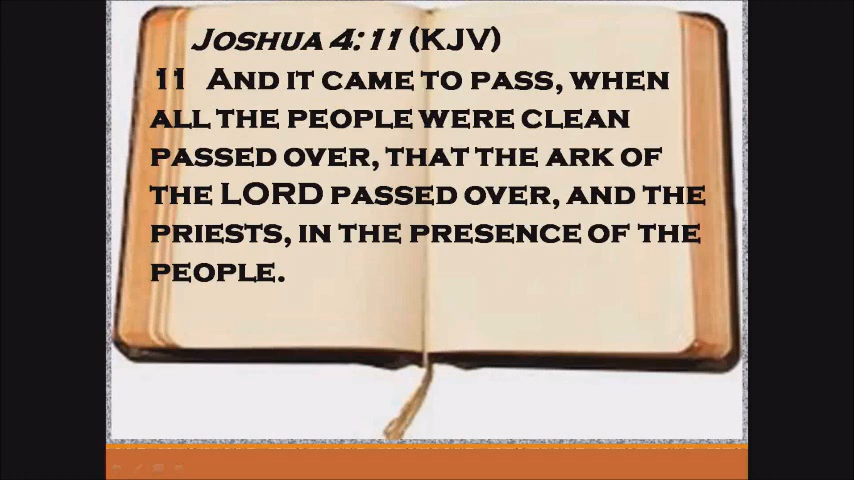 Joshua 4:11 (KJV)
11 And it came to pass, when
all the people were clean
passed over, that the ark of
the LORD passed over, and the
priests, in the presence of the
people.